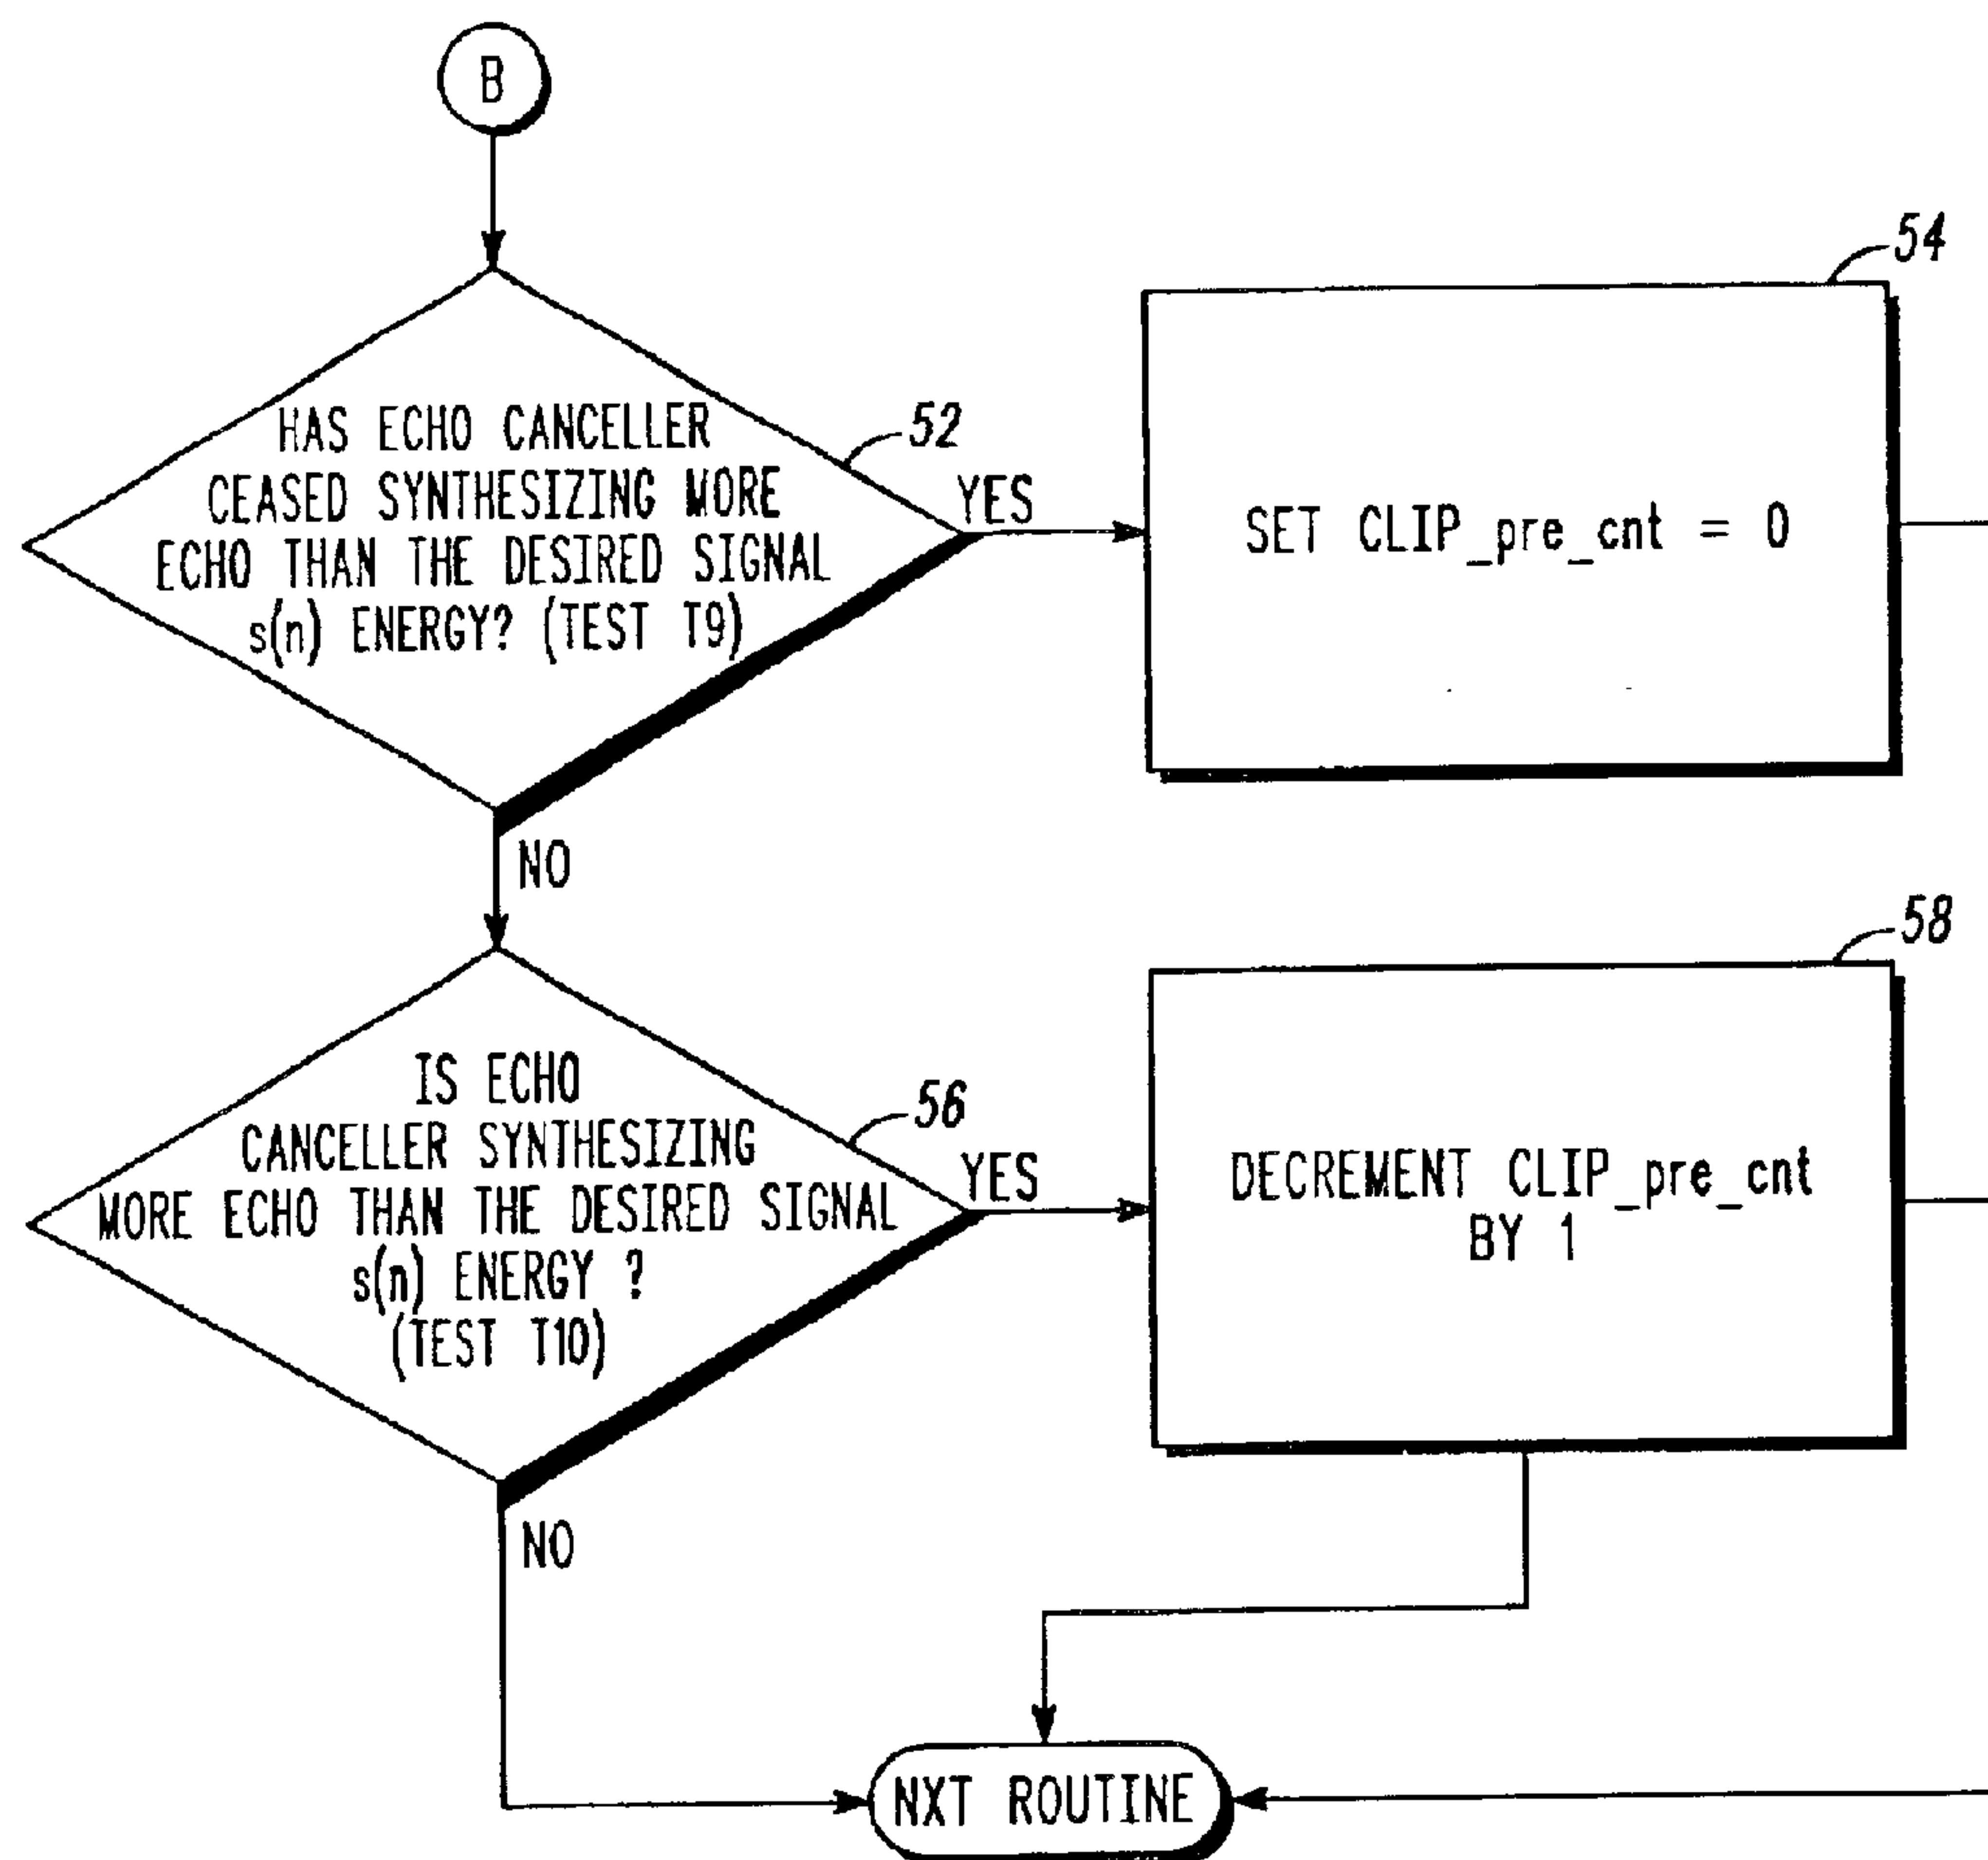 B
54
HAS ECHO CANCELLER
CEASED SYNTHESIZING MORE
ECHO THAN THE DESIRED SIGNAL
s(n) ENERGY? (TEST T9)
52
YES
SET CLIP_pre_cnt = 0
NO
58
IS ECHO
CANCELLER SYNTHESIZING
MORE ECHO THAN THE DESIRED SIGNAL
s(n) ENERGY ?
(TEST T10)
56
YES
DECREMENT CLIP_pre_cnt
BY 1
NO
NXT ROUTINE